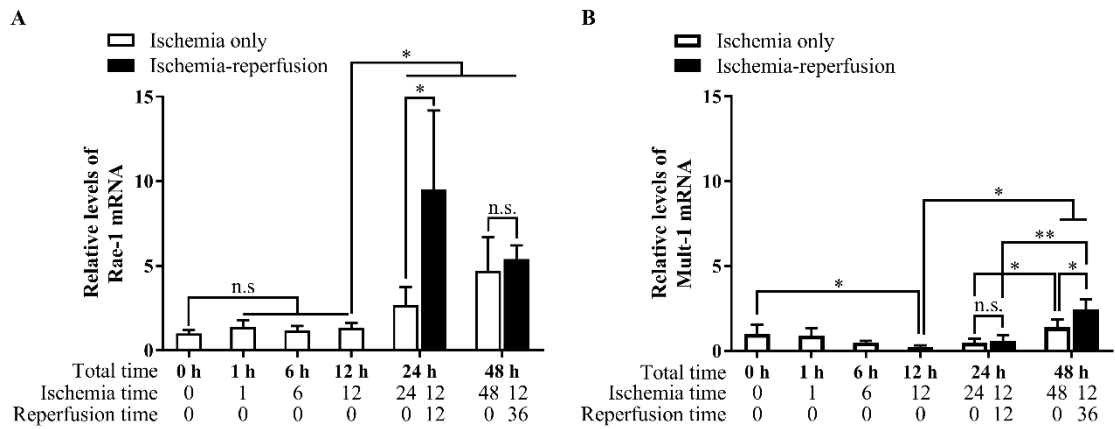 A
Ischemia only
Ischemia-reperfusion
*
*
n.s.
n.s
15
10
5
0
Relative levels of
Rae-1 mRNA
Total time 0 h 1 h 6 h 12 h 24 h 48 h
Ischemia time 0 1 6 12 24 12 48 12
Reperfusion time 0 0 0 0 0 12 0 36
B
Ischemia only
Ischemia-reperfusion
*
**
*
*
*
n.s.
15
10
5
0
Relative levels of
Mult-1 mRNA
Total time 0 h 1 h 6 h 12 h 24 h 48 h
Ischemia time 0 1 6 12 24 12 48 12
Reperfusion time 0 0 0 0 0 12 0 36